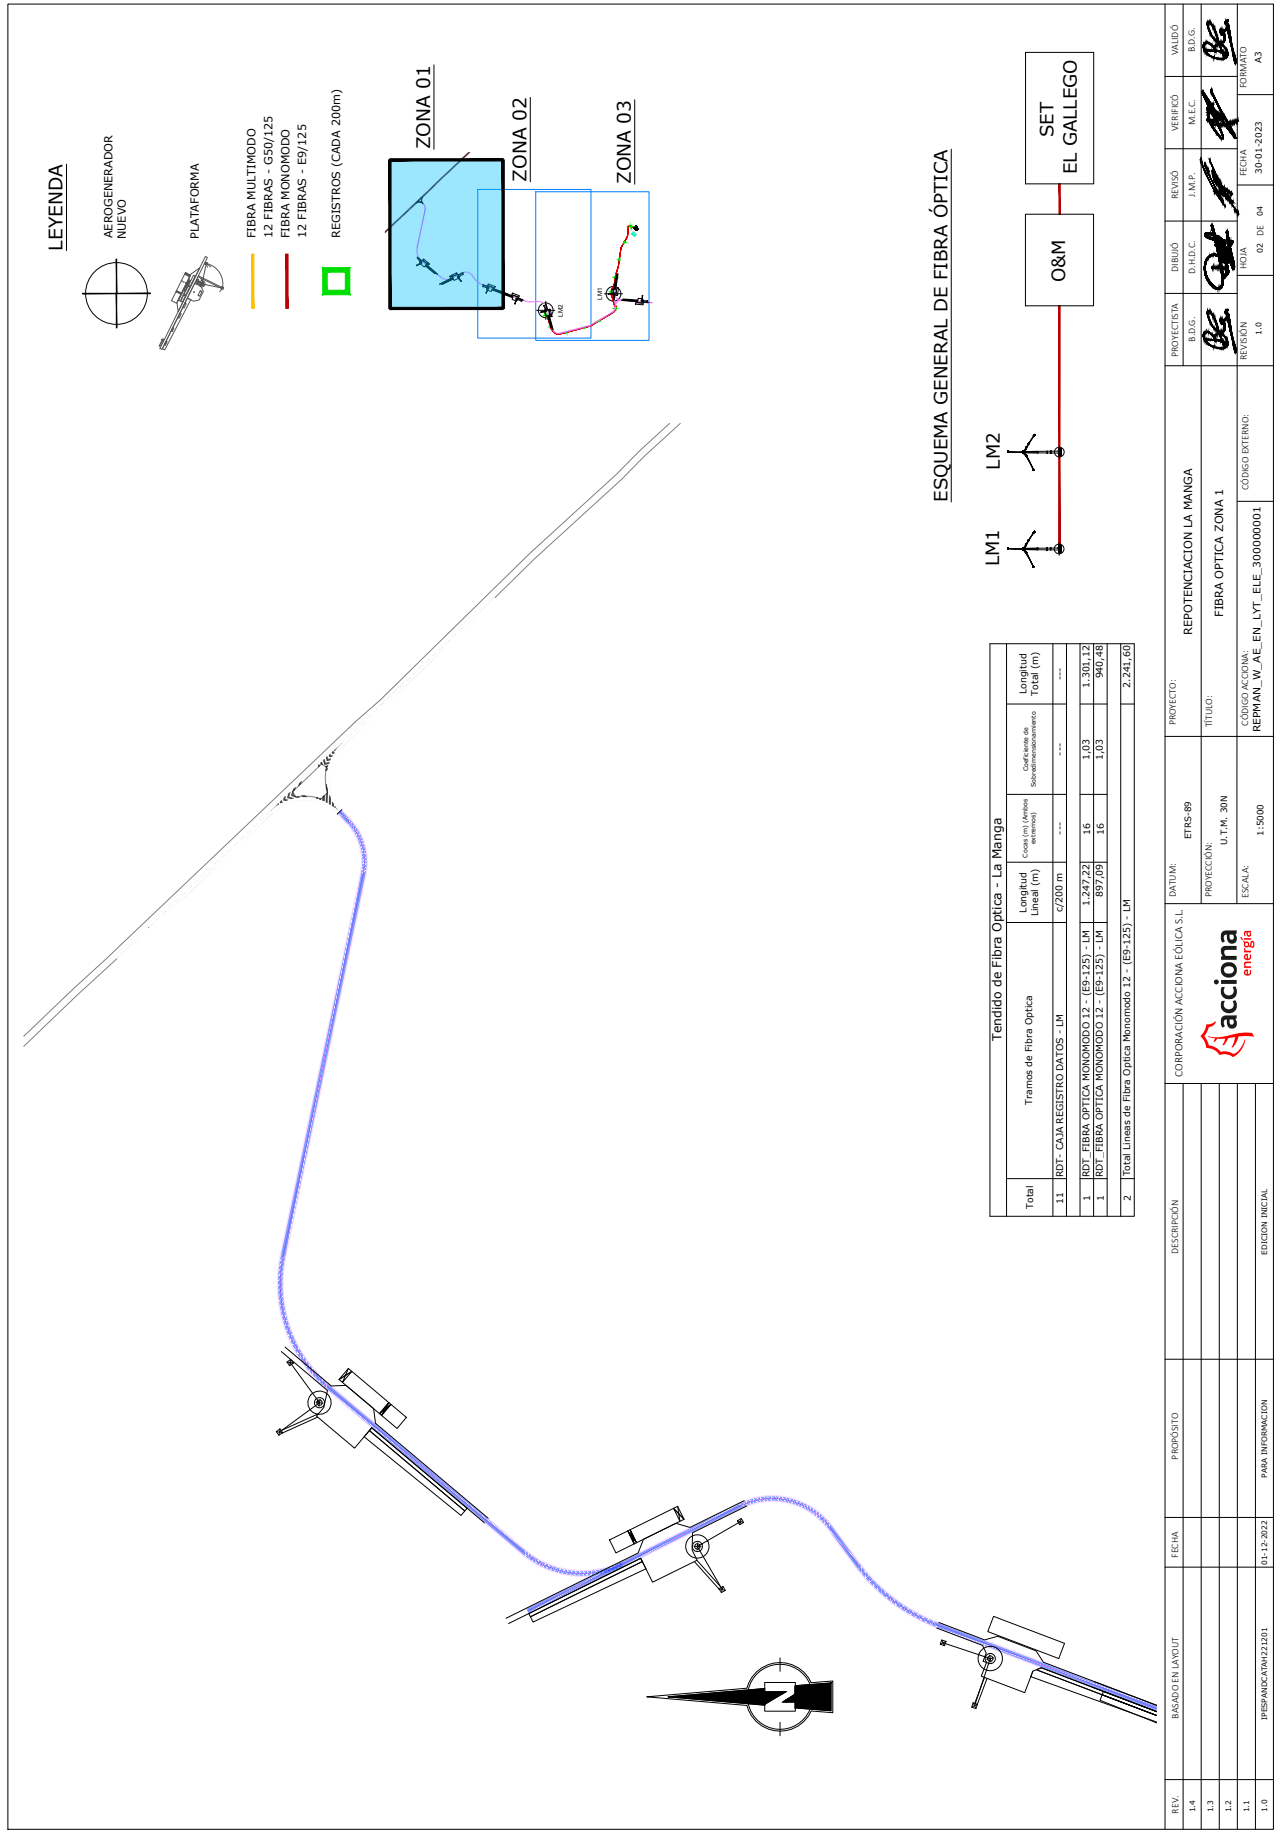 LEYENDA
AEROGENERADOR
NUEVO
PLATAFORMA
FIBRA MULTIMODO
12 FIBRAS - G50/125
FIBRA MONOMODO
12 FIBRAS - E9/125
REGISTROS (CADA 200m)
ZONA 01
ZONA 02
ZONA 03
LM2
LM1
ESQUEMA GENERAL DE FIBRA ÓPTICA
LM1
LM2
O&M
SET
EL GALLEGO
Tendido de Fibra Optica - La Manga
Total
Tramos de Fibra Optica
Longitud
Lineal (m)
Cocas (m) (Ambos
extremos)
Coeficiente de
Sobredimensionamiento
Longitud
Total (m)
11 RDT- CAJA REGISTRO DATOS - LM c/200 m --- --- ---
1 RDT_FIBRA OPTICA MONOMODO 12 - (E9-125) - LM 1.247,22 16 1,03 1.301,12
1 RDT_FIBRA OPTICA MONOMODO 12 - (E9-125) - LM 897,09 16 1,03 940,48
2 Total Lineas de Fibra Optica Monomodo 12 - (E9-125) - LM 2.241,60
N
REV.
BASADO EN LAYOUT
FECHA
PROPÓSITO
DESCRIPCIÓN
1.4
1.3
1.2
1.1
1.0
IPESPANDCATAH221201
01-12-2022
PARA INFORMACION
EDICION INICIAL
CORPORACIÓN ACCIONA EÓLICA S.L.
acciona
energía
DATUM:
ETRS-89
PROYECCIÓN:
U.T.M. 30N
ESCALA:
1:5000
PROYECTO:
REPOTENCIACION LA MANGA
TÍTULO:
FIBRA OPTICA ZONA 1
CÓDIGO ACCIONA:
REPMAN_W_AE_EN_LYT_ELE_300000001
CÓDIGO EXTERNO:
PROYECTISTA
B.D.G.
DIBUJÓ
D.H.D.C.
REVISÓ
J.M.P.
VERIFICÓ
M.E.C.
VALIDÓ
B.D.G.
REVISIÓN
1.0
HOJA
02 DE 04
FECHA
30-01-2023
FORMATO
A3